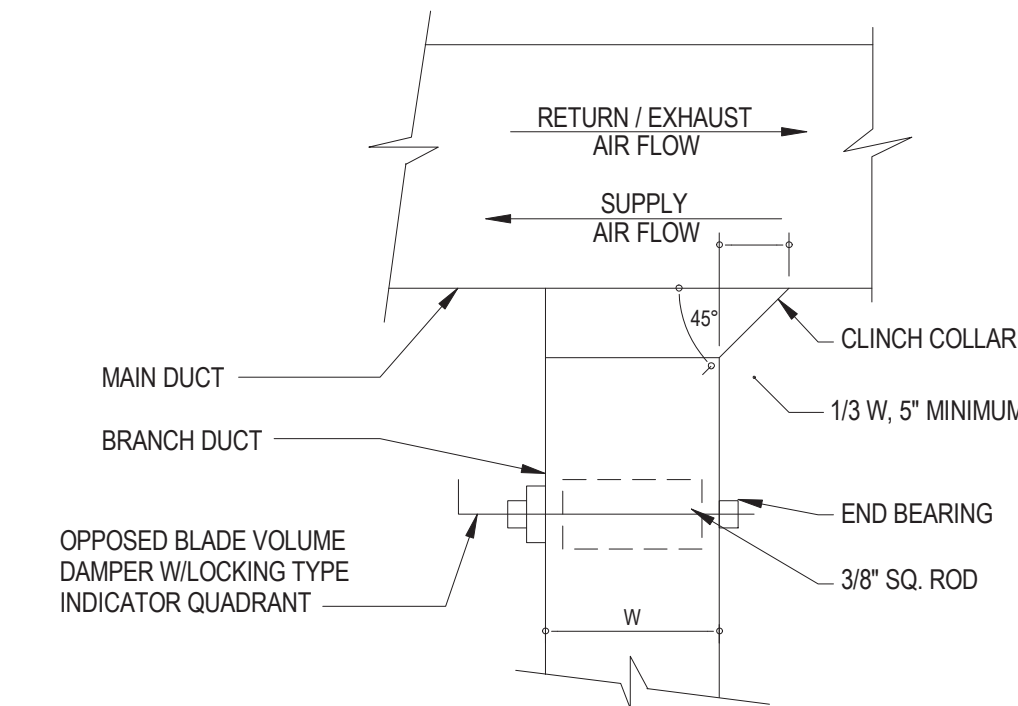 RETURN / EXHAUST
AIR FLOW
SUPPLY
AIR FLOW
45°
CLINCH COLLAR
MAIN DUCT
1/3 W, 5" MINIMUM
BRANCH DUCT
END BEARING
OPPOSED BLADE VOLUME
DAMPER W/LOCKING TYPE
INDICATOR QUADRANT
3/8" SQ. ROD
W